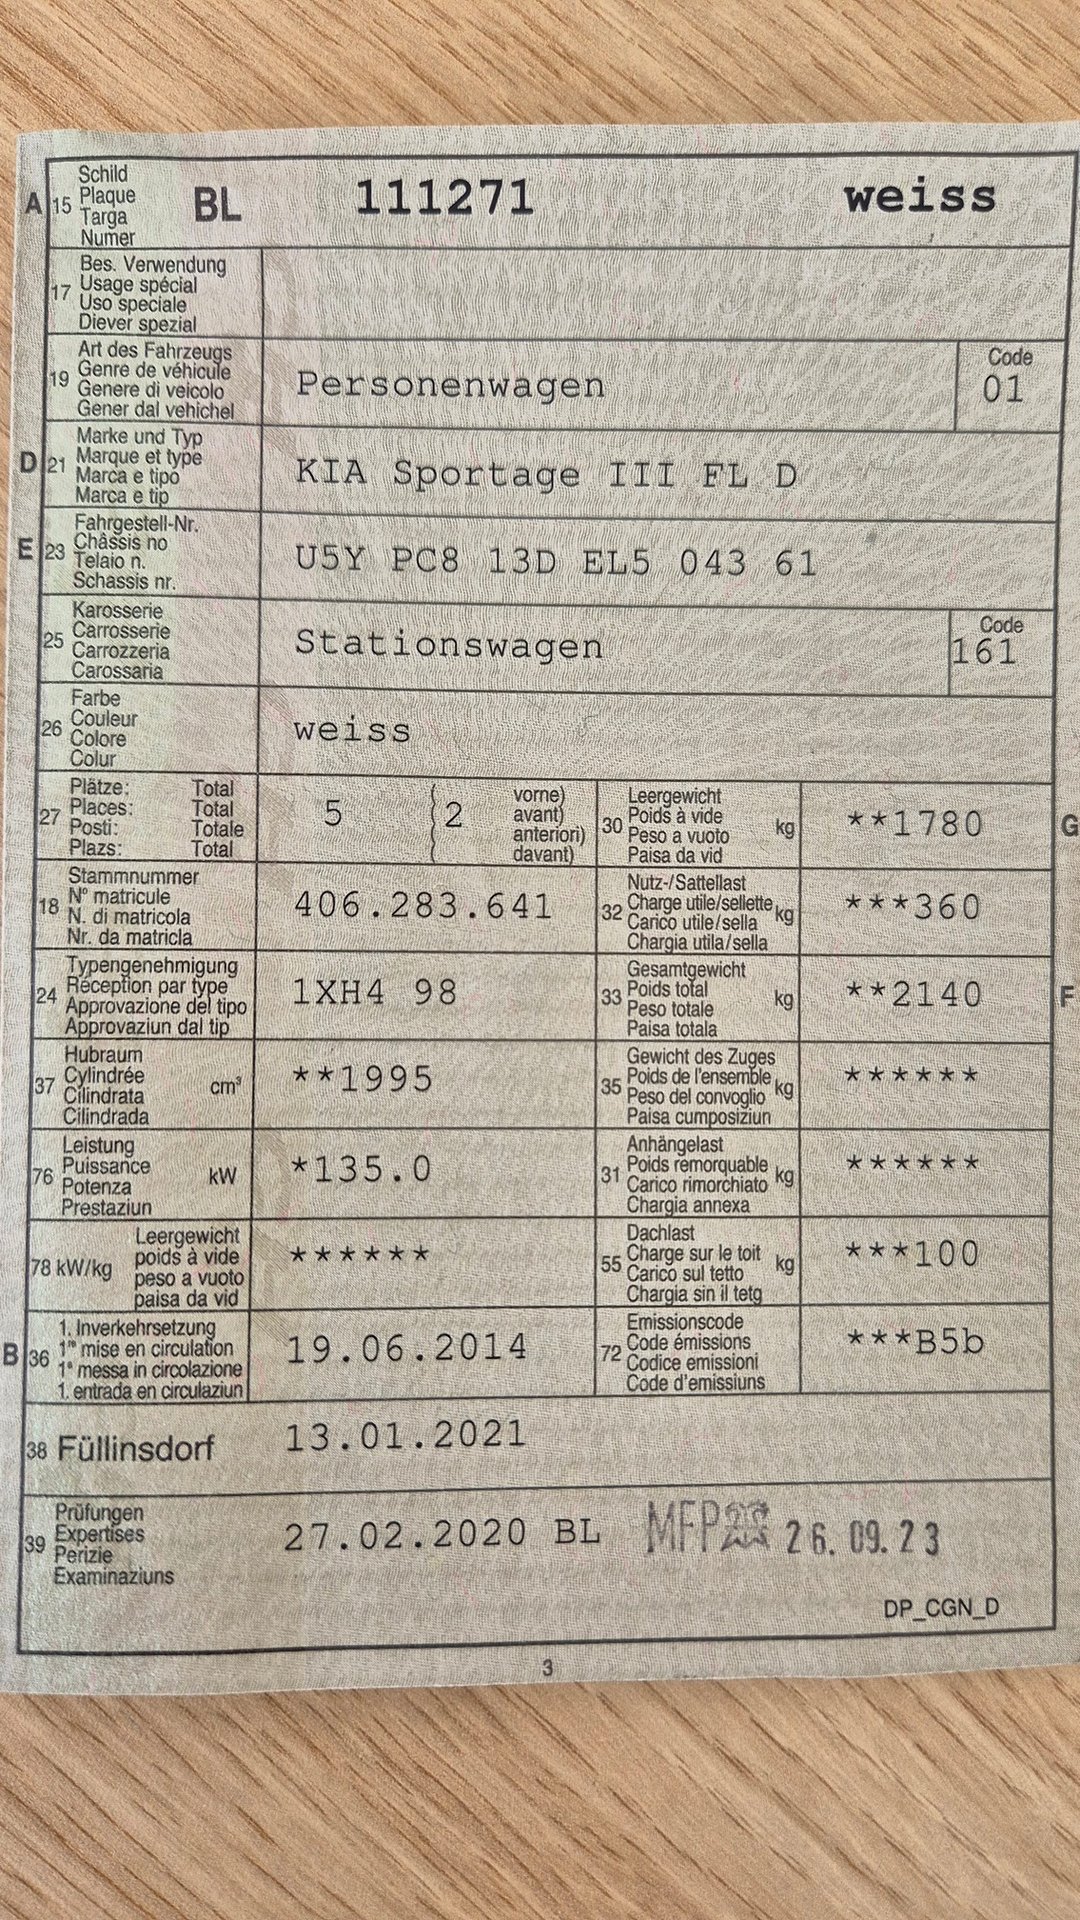 A 15 Schild Plaque Targa Numer BL 111271 weiss
17 Bes. Verwendung
Usage spécial
Uso speciale
Diever spezial
19 Art des Fahrzeugs
Genre de véhicule
Genere di veicolo
Gener dal vehichel
Personenwagen
Code
01
D 21 Marke und Typ
Marque et type
Marca e tipo
Marca e tip
KIA Sportage III FL D
E 23 Fahrgestell-Nr.
Châssis no
Telaio n.
Schassis nr.
U5Y PC8 13D EL5 043 61
25 Karosserie
Carrosserie
Carrozzeria
Carossaria
Stationswagen
Code
161
26 Farbe
Couleur
Colore
Colur
weiss
27 Plätze: Total
Places: Total
Posti: Totale
Plazs: Total
5 2 vorne)
avant)
anteriori)
davant)
30 Leergewicht
Poids à vide
Peso a vuoto
Paisa da vid
kg **1780 G
18 Stammnummer
N° matricule
N. di matricola
Nr. da matricla
406.283.641
32 Nutz-/Sattellast
Charge utile/sellette
Carico utile/sella
Chargia utila/sella
kg ***360
24 Typengenehmigung
Réception par type
Approvazione del tipo
Approvaziun dal tip
1XH4 98
33 Gesamtgewicht
Poids total
Peso totale
Paisa totala
kg **2140 F
37 Hubraum
Cylindrée
Cilindrata
Cilindrada
cm³ **1995
35 Gewicht des Zuges
Poids de l'ensemble
Peso del convoglio
Paisa cumposiziun
kg ******
76 Leistung
Puissance
Potenza
Prestaziun
kW *135.0
31 Anhängelast
Poids remorquable
Carico rimorchiato
Chargia annexa
kg ******
78 kW/kg Leergewicht
poids à vide
peso a vuoto
paisa da vid
******
55 Dachlast
Charge sur le toit
Carico sul tetto
Chargia sin il tetg
kg ***100
B 36 1. Inverkehrsetzung
1re mise en circulation
1a messa in circolazione
1. entrada en circulaziun
19.06.2014
72 Emissionscode
Code émissions
Codice emissioni
Code d'emissiuns
***B5b
38 Füllinsdorf 13.01.2021
39 Prüfungen
Expertises
Perizie
Examinaziuns
27.02.2020 BL MFP 26.09.23
DP_CGN_D
3